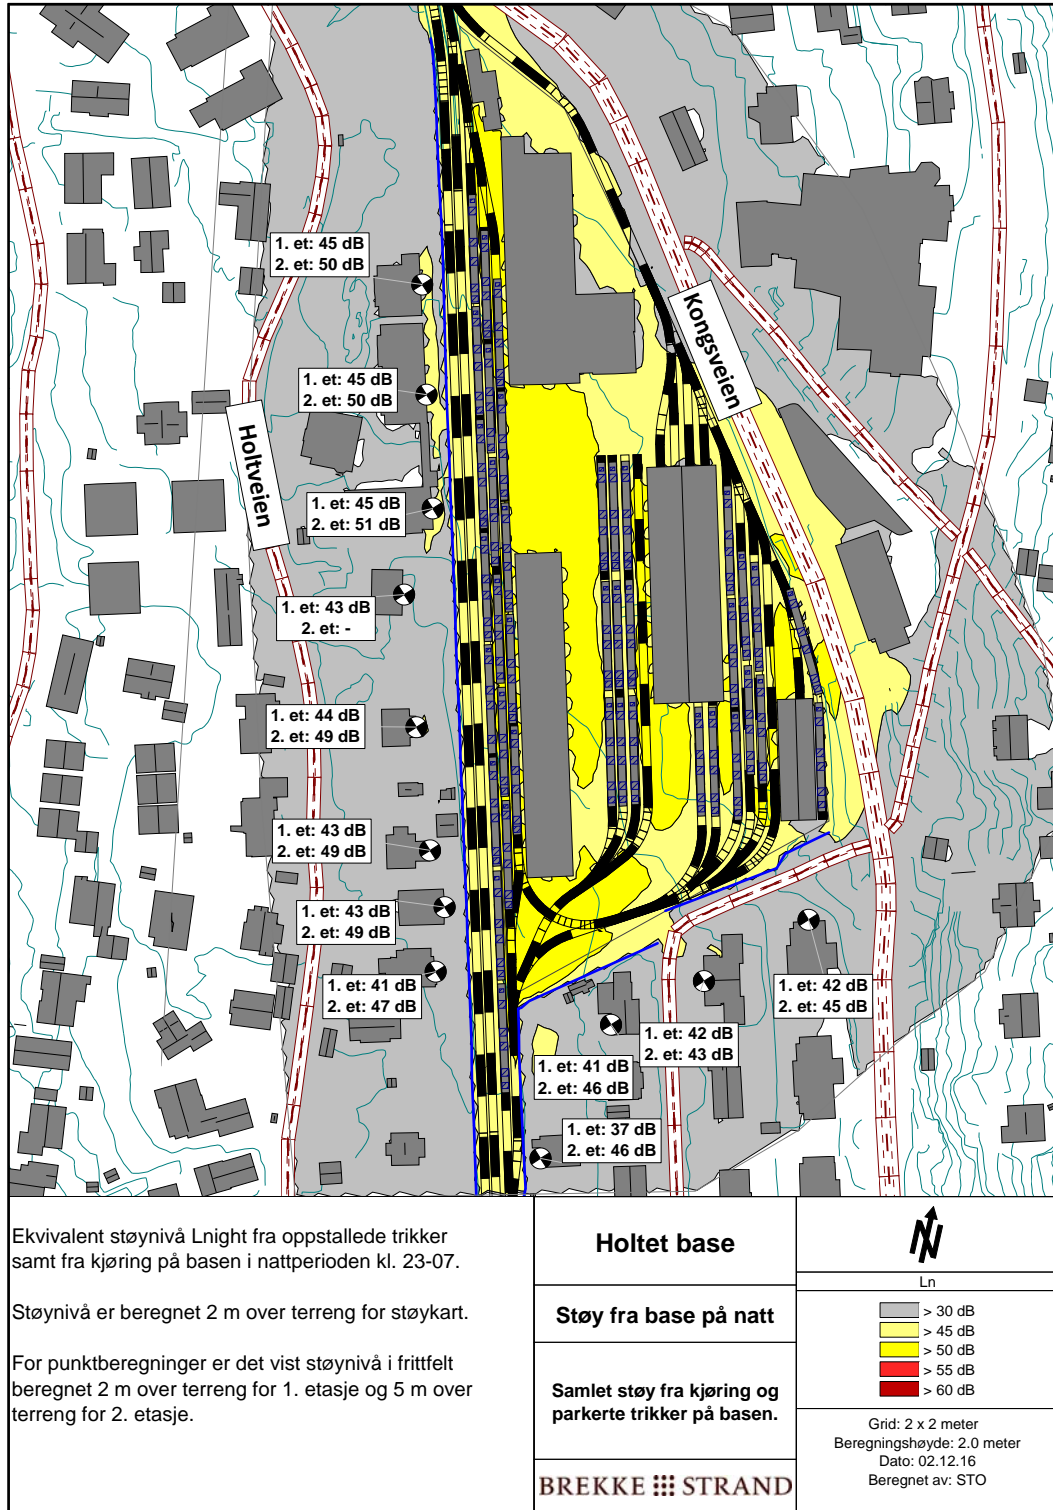 1. et: 45 dB
2. et: 50 dB
Kongsveien
1. et: 45 dB
2. et: 50 dB
Holtveien
1. et: 45 dB
2. et: 51 dB
1. et: 43 dB
2. et: -
1. et: 44 dB
2. et: 49 dB
1. et: 43 dB
2. et: 49 dB
1. et: 43 dB
2. et: 49 dB
1. et: 41 dB
2. et: 47 dB
1. et: 42 dB
2. et: 45 dB
1. et: 42 dB
2. et: 43 dB
1. et: 41 dB
2. et: 46 dB
1. et: 37 dB
2. et: 46 dB
Ekvivalent støynivå Lnight fra oppstallede trikker
samt fra kjøring på basen i nattperioden kl. 23-07.
Støynivå er beregnet 2 m over terreng for støykart.
For punktberegninger er det vist støynivå i frittfelt
beregnet 2 m over terreng for 1. etasje og 5 m over
terreng for 2. etasje.
Holtet base
Støy fra base på natt
Samlet støy fra kjøring og
parkerte trikker på basen.
BREKKE STRAND
N
Ln
> 30 dB
> 45 dB
> 50 dB
> 55 dB
> 60 dB
Grid: 2 x 2 meter
Beregningshøyde: 2.0 meter
Dato: 02.12.16
Beregnet av: STO